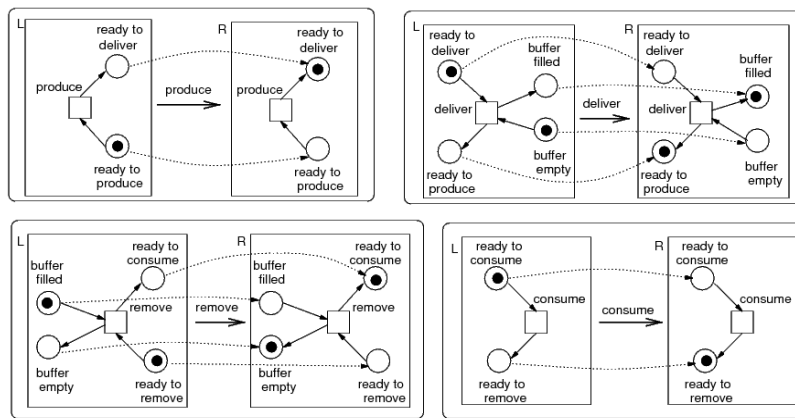 L
ready to
deliver
produce
ready to
produce
produce
R
ready to
deliver
produce
ready to
produce
L
ready to
deliver
buffer
filled
deliver
ready to
produce
buffer
empty
deliver
R
ready to
deliver
buffer
filled
deliver
ready to
produce
buffer
empty
L
ready to
consume
buffer
filled
remove
buffer
empty
ready to
remove
remove
R
buffer
filled
ready to
consume
remove
buffer
empty
ready to
remove
L
ready to
consume
consume
ready to
remove
consume
R
ready to
consume
consume
ready to
remove